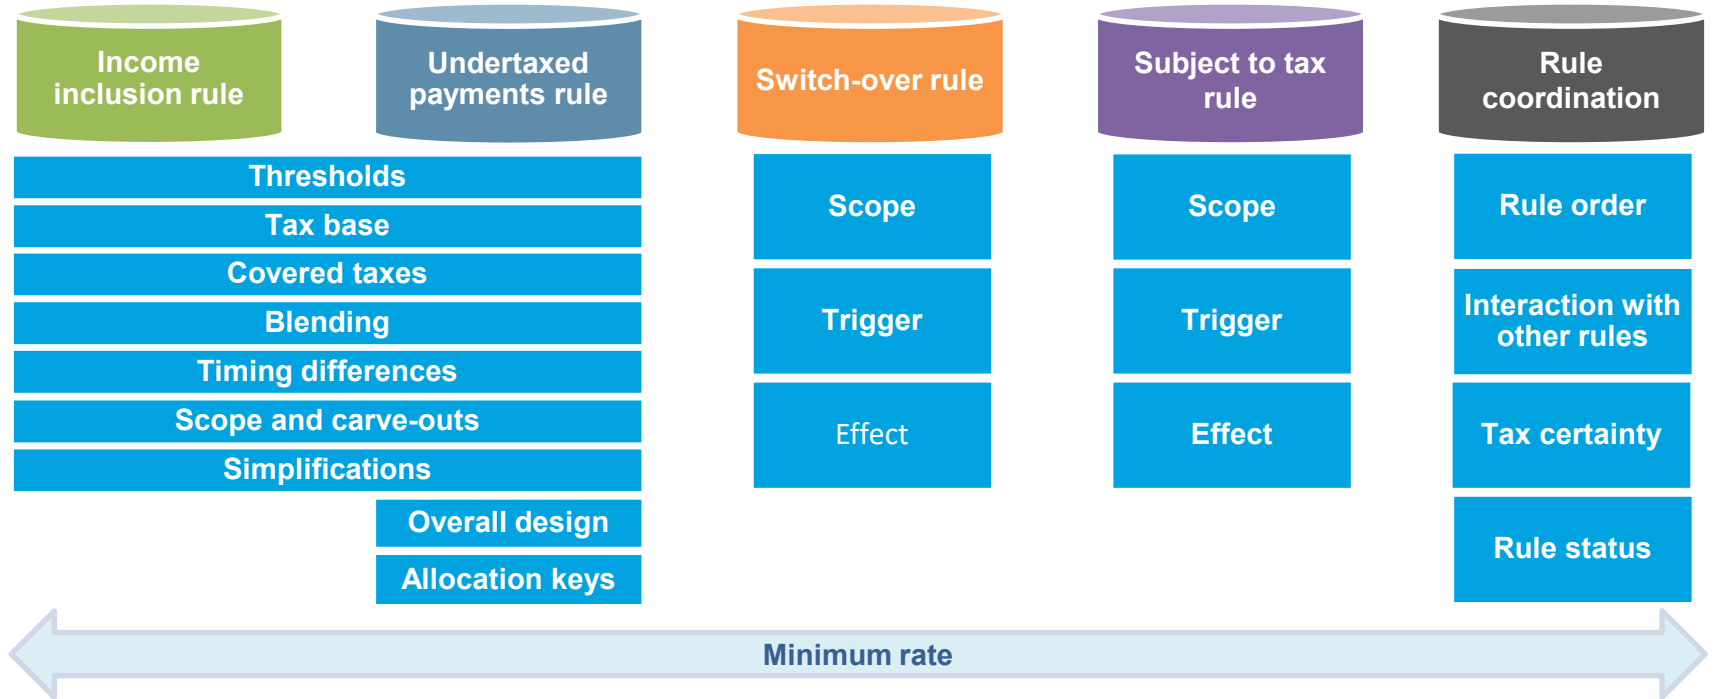 Income
inclusion rule
Undertaxed
payments rule
Switch-over rule
Subject to tax
rule
Rule
coordination
Thresholds
Tax base
Covered taxes
Blending
Timing differences
Scope and carve-outs
Simplifications
Overall design
Allocation keys
Scope
Trigger
Effect
Scope
Trigger
Effect
Rule order
Interaction with
other rules
Tax certainty
Rule status
Minimum rate